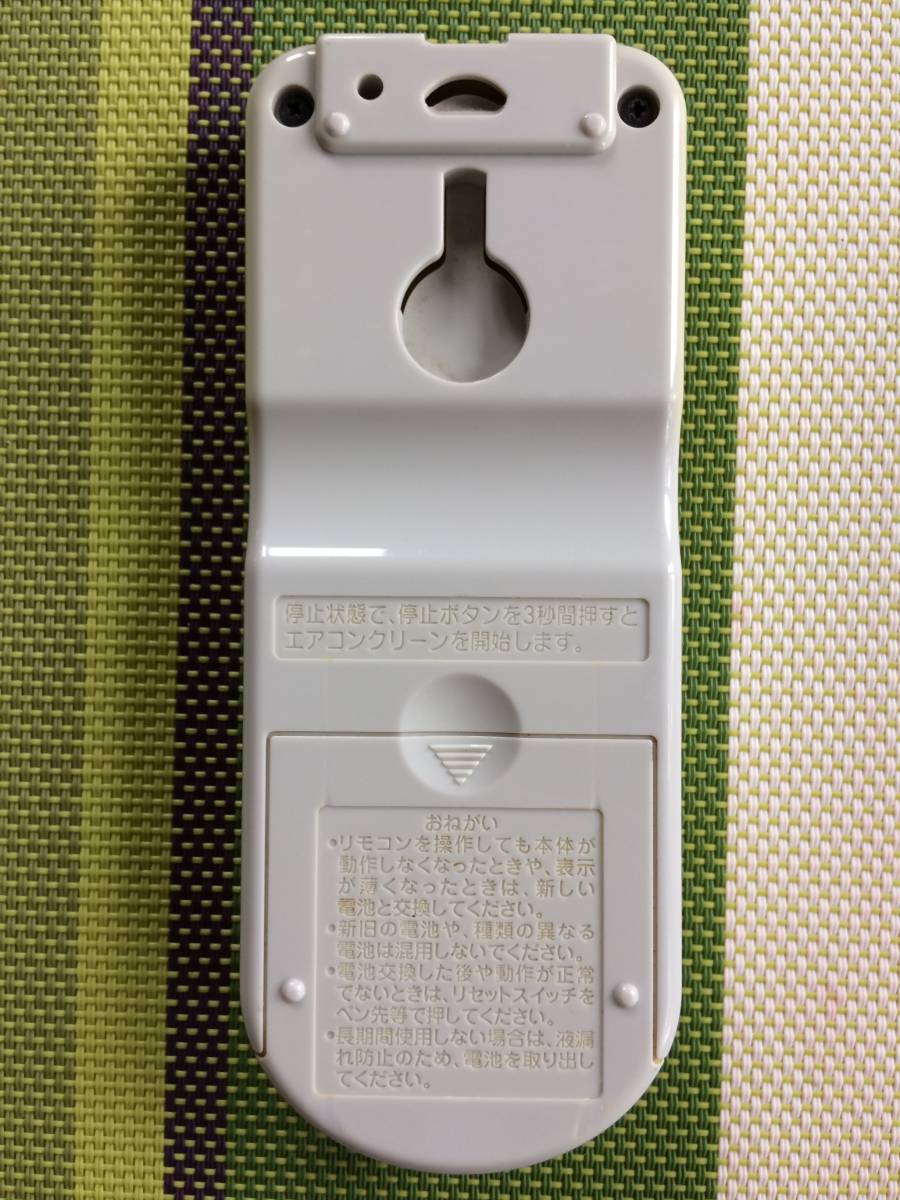 停止状態で、停止ボタンを3秒間押すと
エアコンクリーンを開始します。
おねがい
•リモコンを操作しても本体が
動作しなくなったときや、表示
が薄くなったときは、新しい
電池と交換してください。
•新旧の電池や、種類の異なる
電池は混用しないでください。
•電池交換した後や動作が正常
でないときは、リセットスイッチを
ペン先等で押してください。
•長期間使用しない場合は、液漏
れ防止のため、電池を取り出し
てください。